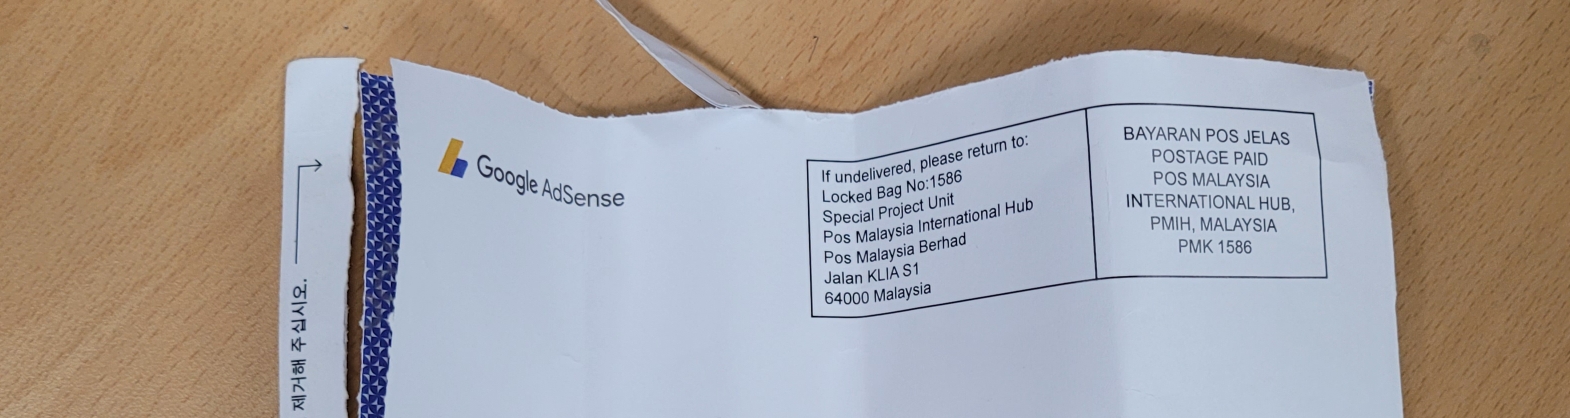 제거해 주십시오.
Google AdSense
If undelivered, please return to:
Locked Bag No:1586
Special Project Unit
Pos Malaysia International Hub
Pos Malaysia Berhad
Jalan KLIA S1
64000 Malaysia
BAYARAN POS JELAS
POSTAGE PAID
POS MALAYSIA
INTERNATIONAL HUB,
PMIH, MALAYSIA
PMK 1586